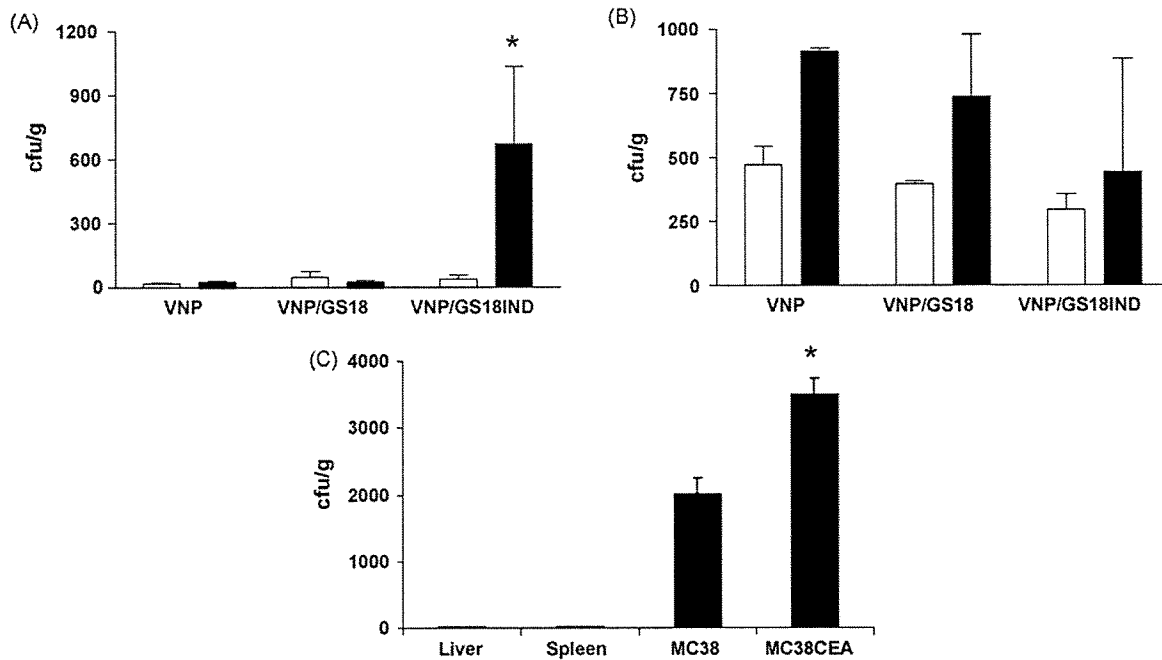 (A)
1200
900
600
300
0
cfu/g
*
VNP
VNP/GS18
VNP/GS18IND
(B)
1000
750
500
250
0
cfu/g
VNP
VNP/GS18
VNP/GS18IND
(C)
4000
3000
2000
1000
0
cfu/g
*
Liver
Spleen
MC38
MC38CEA